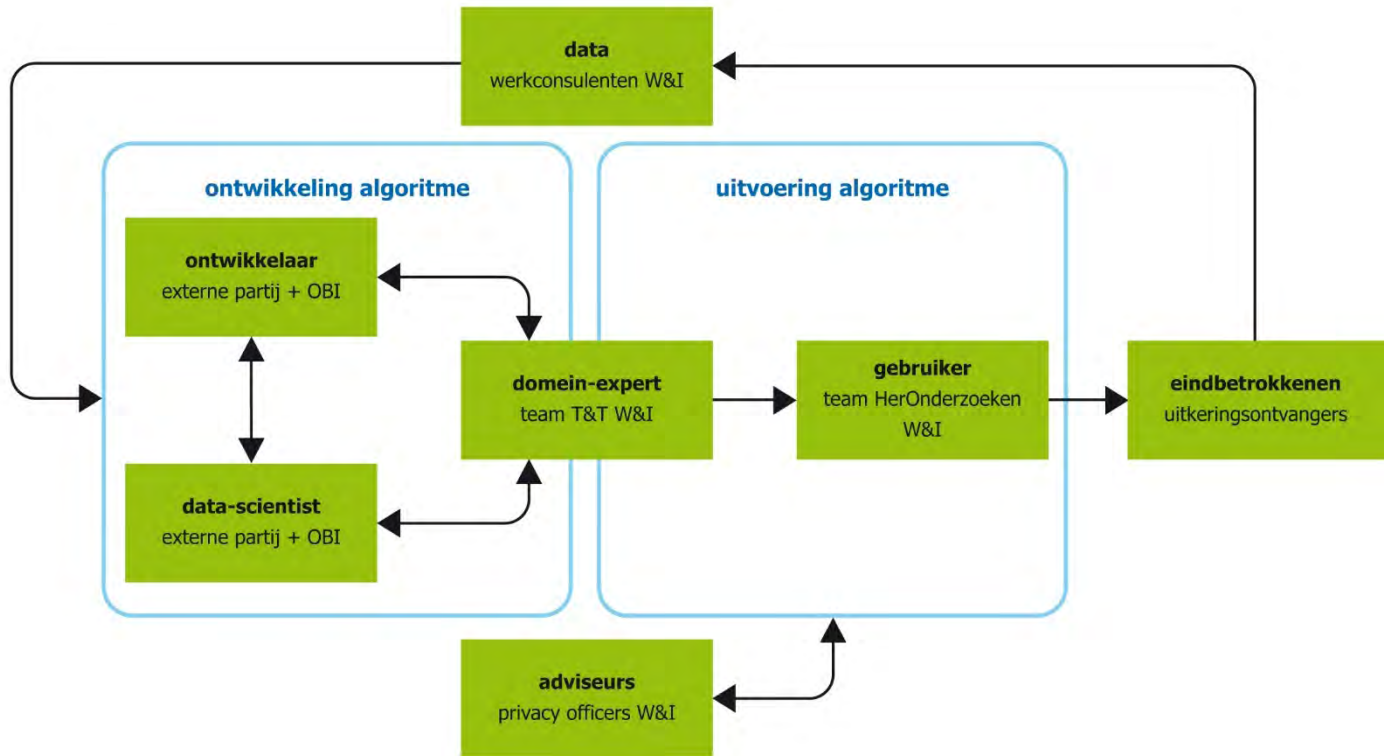 data
werkconsulenten W&I
ontwikkeling algoritme
uitvoering algoritme
ontwikkelaar
externe partij + OBI
domein-expert
team T&T W&I
gebruiker
team HerOnderzoeken
W&I
eindbetrokkenen
uitkeringsontvangers
data-scientist
externe partij + OBI
adviseurs
privacy officers W&I